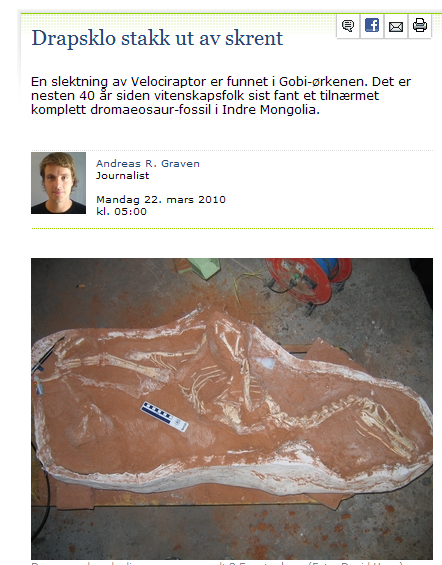 Drapsklo stakk ut av skrent
En slektning av Velociraptor er funnet i Gobi-ørkenen. Det er
nesten 40 år siden vitenskapsfolk sist fant et tilnærmet
komplett dromaeosaur-fossil i Indre Mongolia.
Andreas R. Graven
Journalist
Mandag 22. mars 2010
kl. 05:00